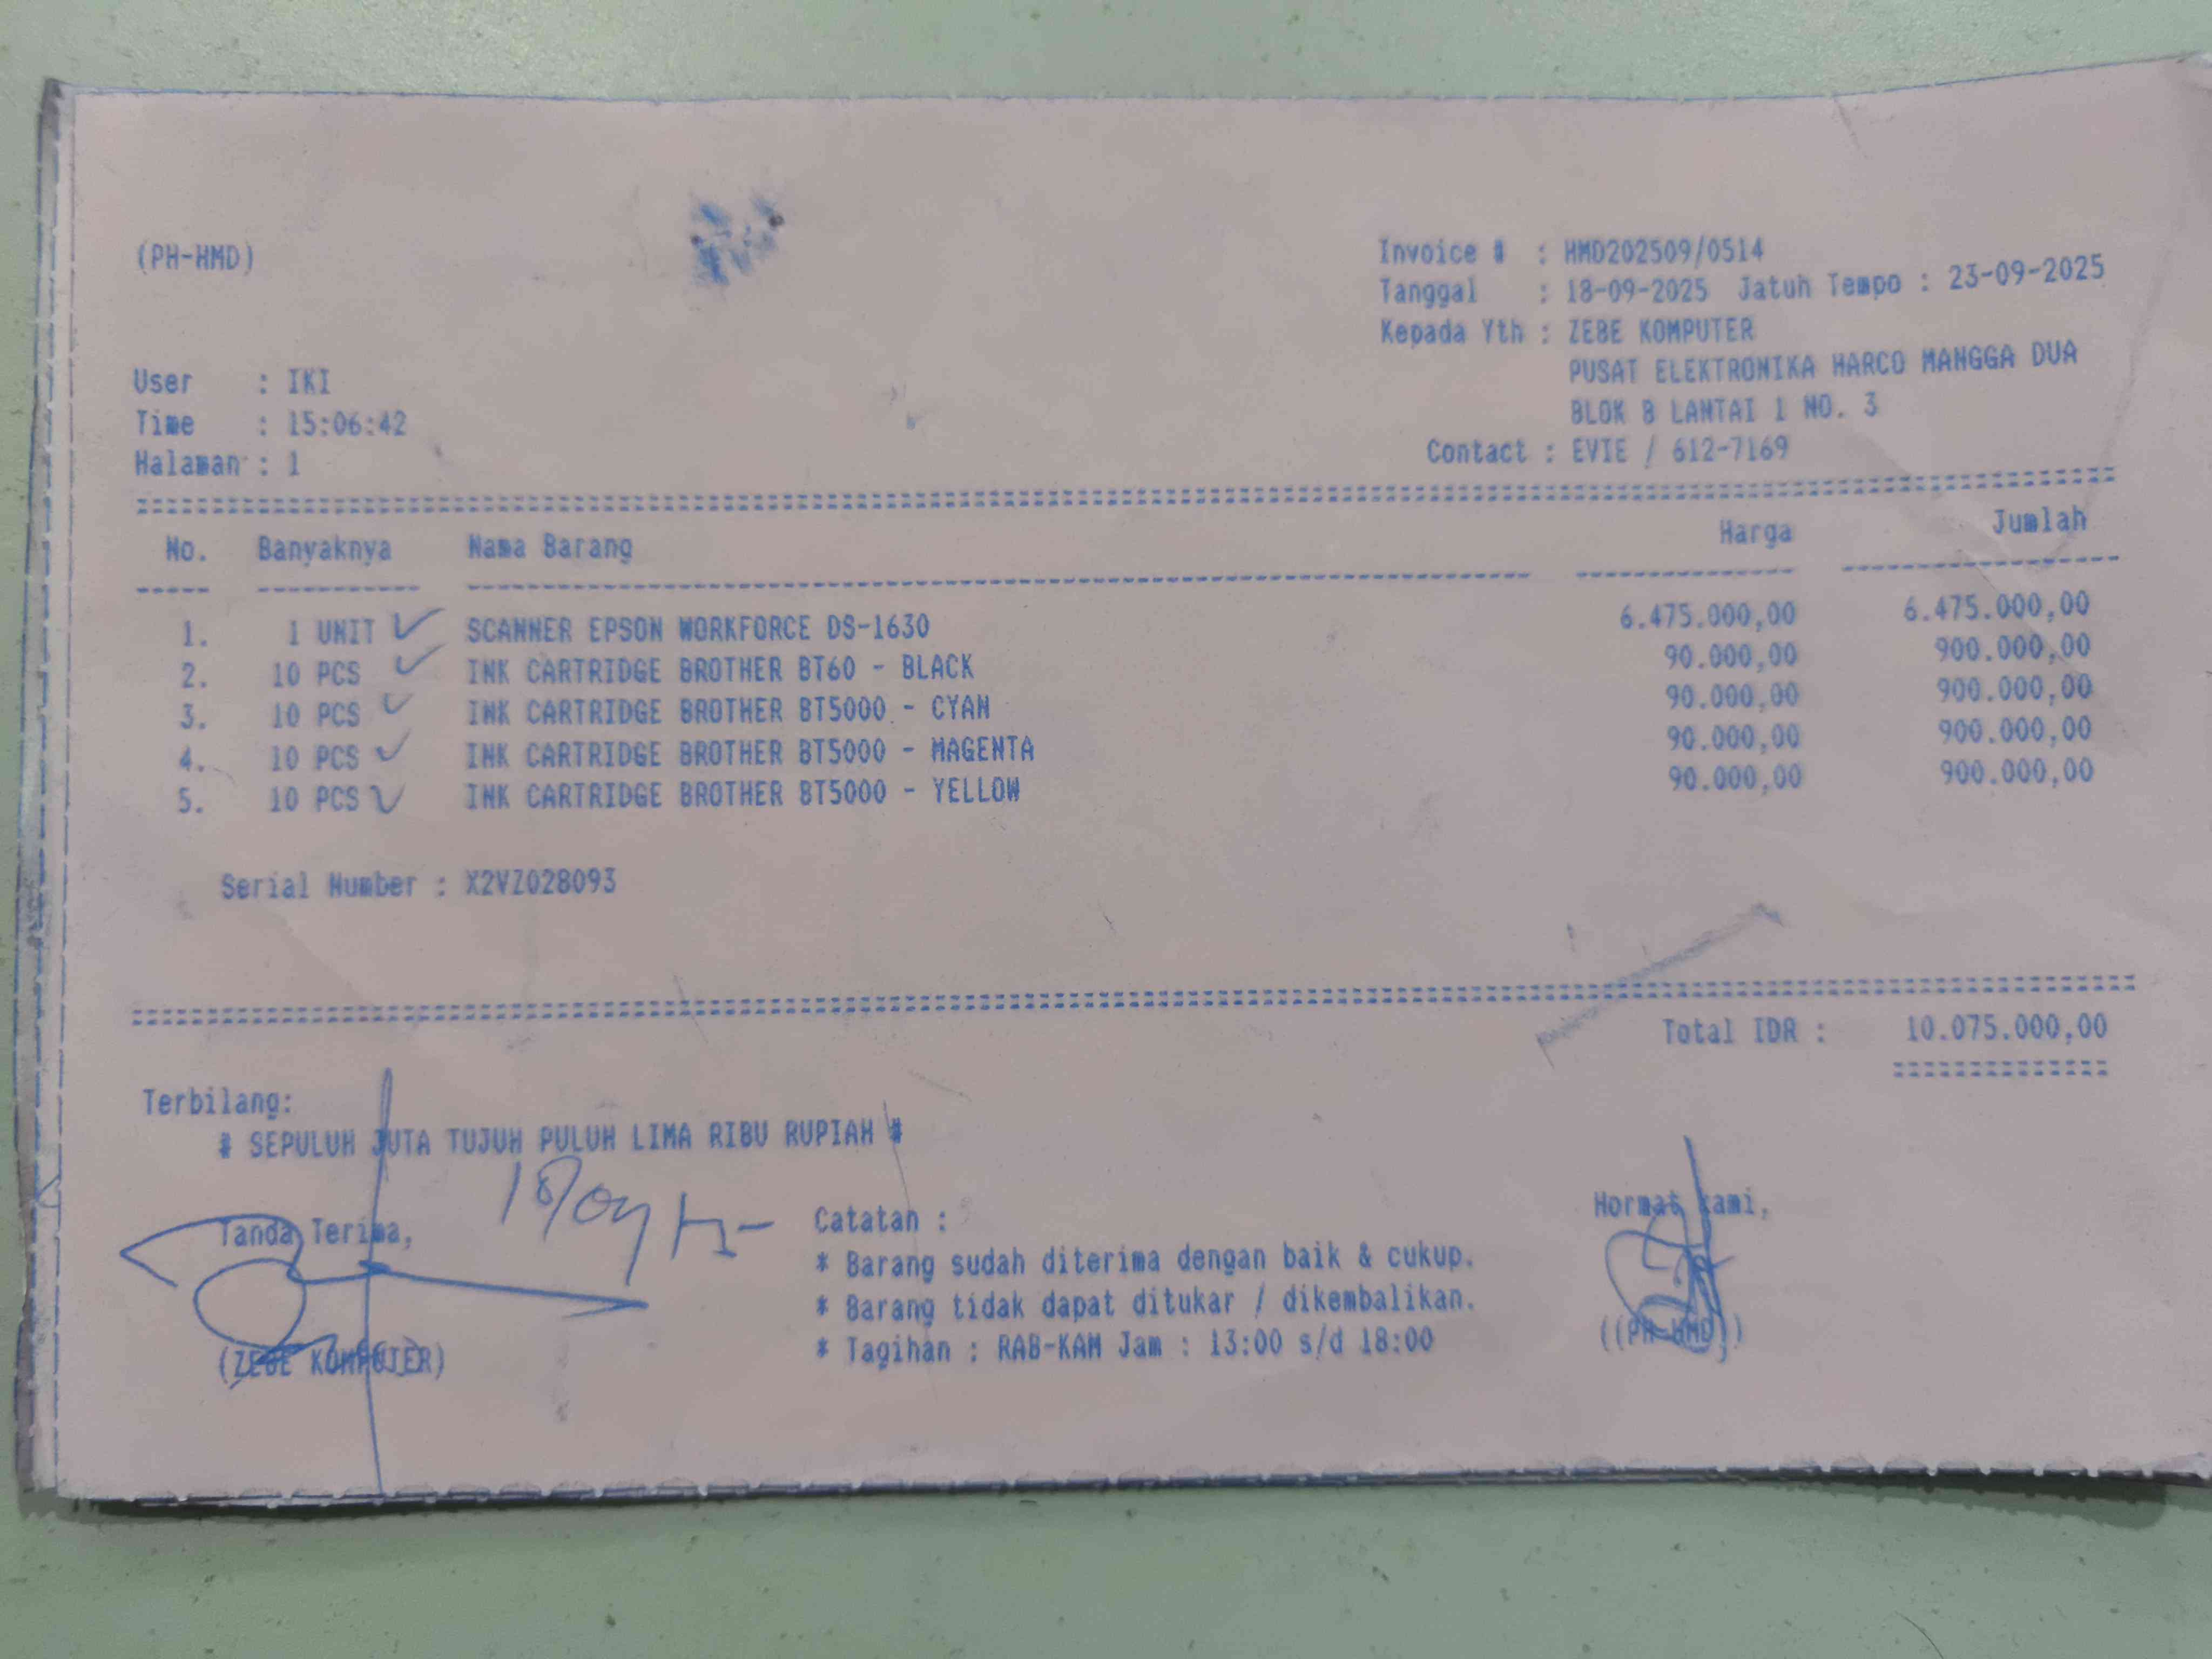 (PH-HMD)
Invoice # : HMD202509/0514
Tanggal : 18-09-2025 Jatuh Tempo : 23-09-2025
Kepada Yth : ZEBE KOMPUTER
PUSAT ELEKTRONIKA HARCO MANGGA DUA
BLOK B LANTAI 1 NO. 3
Contact : EVIE / 612-7169
User : IKI
Time : 15:06:42
Halaman : 1
No. Banyaknya Nama Barang Harga Jumlah
1. 1 UNIT SCANNER EPSON WORKFORCE DS-1630 6.475.000,00 6.475.000,00
2. 10 PCS INK CARTRIDGE BROTHER BT60 - BLACK 90.000,00 900.000,00
3. 10 PCS INK CARTRIDGE BROTHER BT5000 - CYAN 90.000,00 900.000,00
4. 10 PCS INK CARTRIDGE BROTHER BT5000 - MAGENTA 90.000,00 900.000,00
5. 10 PCS INK CARTRIDGE BROTHER BT5000 - YELLOW 90.000,00 900.000,00
Serial Number : X2VZ028093
Total IDR : 10.075.000,00
Terbilang:
# SEPULUH JUTA TUJUH PULUH LIMA RIBU RUPIAH #
Tanda Terima,
(ZEBE KOMPUTER)
Catatan :
* Barang sudah diterima dengan baik & cukup.
* Barang tidak dapat ditukar / dikembalikan.
* Tagihan : RAB-KAM Jam : 13:00 s/d 18:00
Hormat kami,
((PH-HMD))